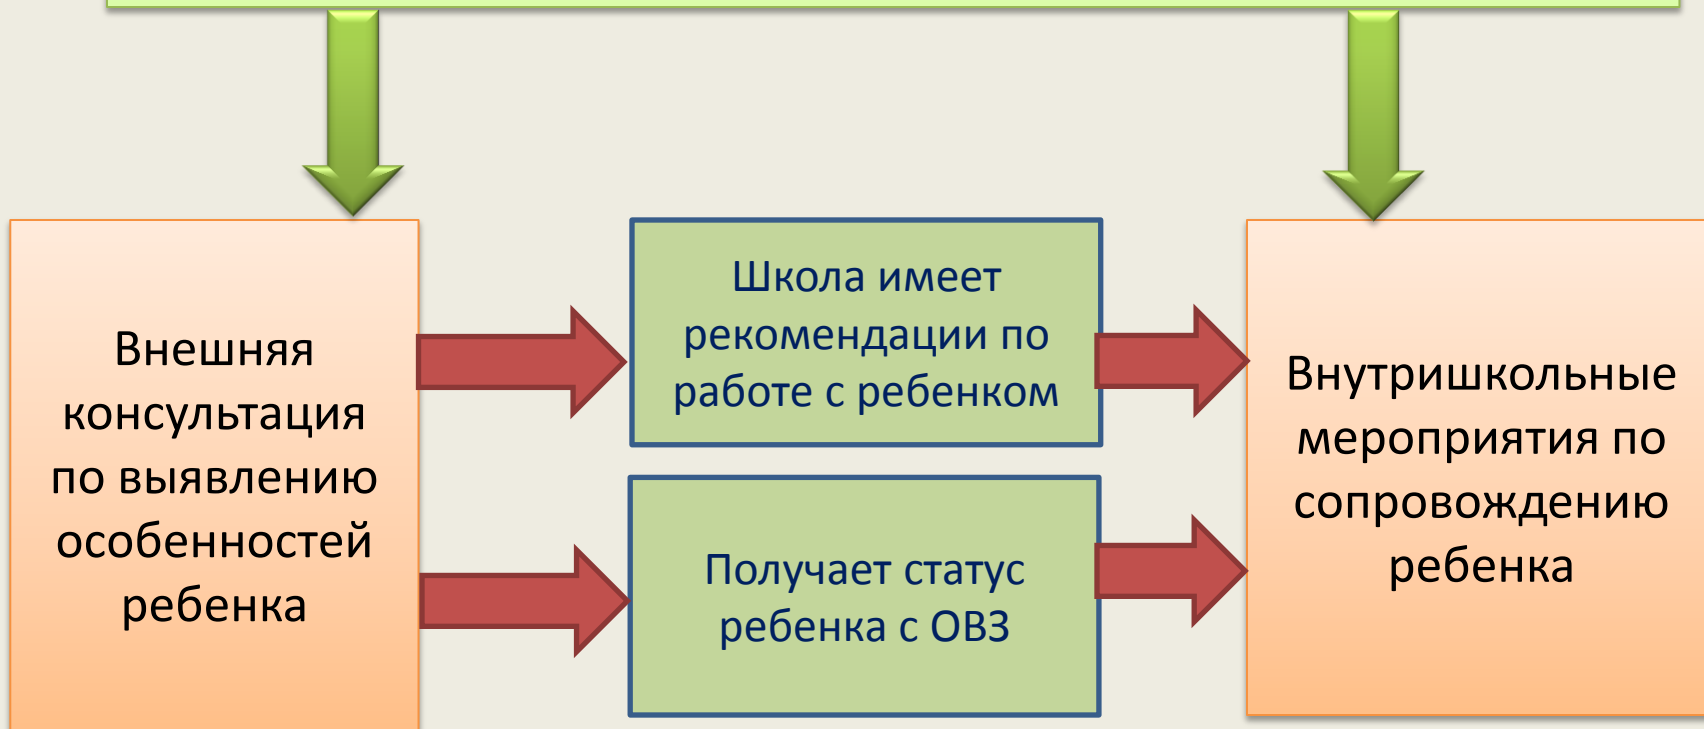 Внешняя
консультация
по выявлению
особенностей
ребенка
Школа имеет
рекомендации по
работе с ребенком
Получает статус
ребенка с ОВЗ
Внутришкольные
мероприятия по
сопровождению
ребенка